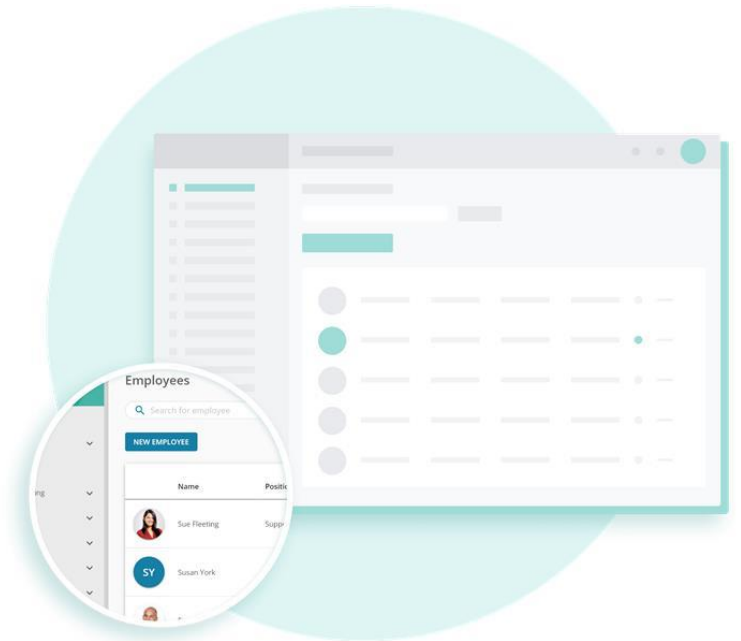 Employees
Search for employee
NEW EMPLOYEE
Name
Sue Fleeting
SY Susan York